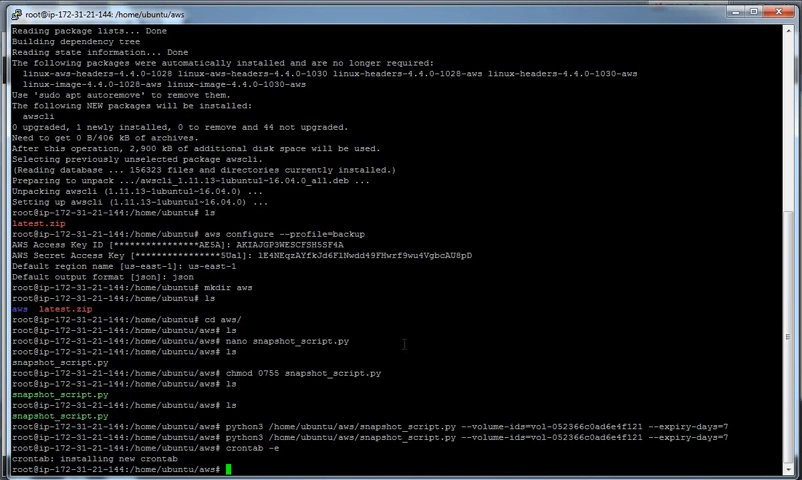 root@ip-172-31-21-144: /home/ubuntu/aws
Reading package lists... Done
Building dependency tree
Reading state information... Done
The following packages were automatically installed and are no longer required:
linux-aws-headers-4.4.0-1028 linux-aws-headers-4.4.0-1030 linux-headers-4.4.0-1028-aws linux-headers-4.4.0-1030-aws
linux-image-4.4.0-1028-aws linux-image-4.4.0-1030-aws
Use 'sudo apt autoremove' to remove them.
The following NEW packages will be installed:
awscli
0 upgraded, 1 newly installed, 0 to remove and 44 not upgraded.
Need to get 0 B/406 kB of archives.
After this operation, 2,900 kB of additional disk space will be used.
Selecting previously unselected package awscli.
(Reading database ... 156323 files and directories currently installed.)
Preparing to unpack .../awscli_1.11.13-1ubuntu1~16.04.0_all.deb ...
Unpacking awscli (1.11.13-1ubuntu1~16.04.0) ...
Setting up awscli (1.11.13-1ubuntu1~16.04.0) ...
root@ip-172-31-21-144:/home/ubuntu# ls
latest.zip
root@ip-172-31-21-144:/home/ubuntu# aws configure --profile=backup
AWS Access Key ID [****************AE5A]:
AWS Secret Access Key
Default region name [us-east-1]: us-east-1
Default output format [json]: json
root@ip-172-31-21-144:/home/ubuntu# mkdir aws
root@ip-172-31-21-144:/home/ubuntu# ls
aws latest.zip
root@ip-172-31-21-144:/home/ubuntu# cd aws/
root@ip-172-31-21-144:/home/ubuntu/aws# ls
root@ip-172-31-21-144:/home/ubuntu/aws# nano snapshot_script.py
root@ip-172-31-21-144:/home/ubuntu/aws# ls
snapshot_script.py
root@ip-172-31-21-144:/home/ubuntu/aws# chmod 0755 snapshot_script.py
root@ip-172-31-21-144:/home/ubuntu/aws# ls
snapshot_script.py
root@ip-172-31-21-144:/home/ubuntu/aws# ls
snapshot_script.py
root@ip-172-31-21-144:/home/ubuntu/aws# python3 /home/ubuntu/aws/snapshot_script.py --volume-ids=vol-052366c0ad6e4f121 --expiry-days=7
root@ip-172-31-21-144:/home/ubuntu/aws# python3 /home/ubuntu/aws/snapshot_script.py --volume-ids=vol-052366c0ad6e4f121 --expiry-days=7
root@ip-172-31-21-144:/home/ubuntu/aws# crontab -e
crontab: installing new crontab
root@ip-172-31-21-144:/home/ubuntu/aws#